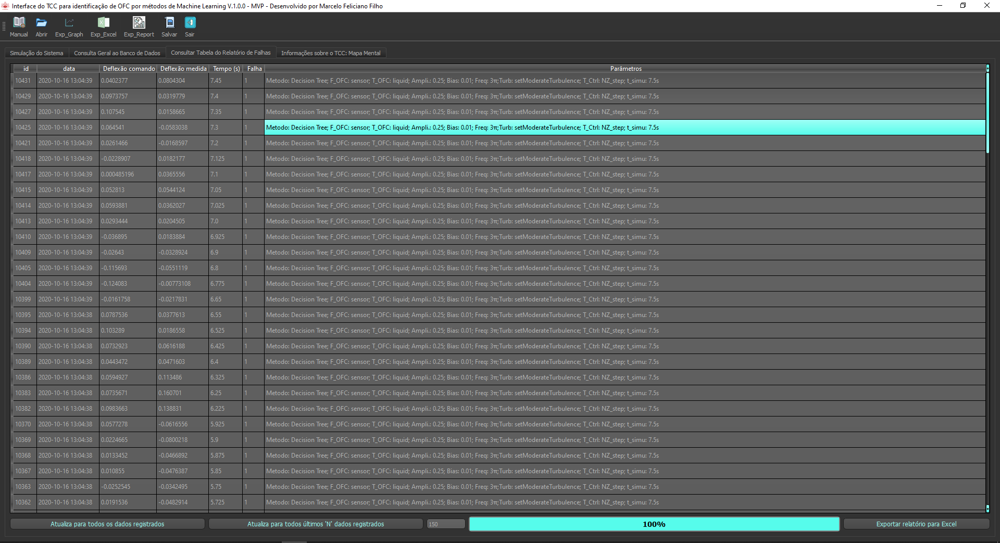 Interface do TCC para identificação de OFC por métodos de Machine Learning V.1.0.0 - MVP - Desenvolvido por Marcelo Feliciano Filho
Manual Abrir Exp_Graph Exp_Excel Exp_Report Salvar Sair
Simulação do Sistema Consulta Geral ao Banco de Dados Consultar Tabela do Relatório de Falhas Informações sobre o TCC: Mapa Mental
id data Deflexão comando Deflexão medida Tempo (s) Falha Parâmetros
10431 2020-10-16 13:04:39 0.0402377 0.0804304 7.45 1 Metodo: Decision Tree; F_OFC: sensor; T_OFC: liquid; Ampli.: 0.25; Bias: 0.01; Freq: 3π;Turb: setModerateTurbulence; T_Ctrl: NZ_step; t_simu: 7.5s
10429 2020-10-16 13:04:39 0.0973757 0.0319779 7.4 1 Metodo: Decision Tree; F_OFC: sensor; T_OFC: liquid; Ampli.: 0.25; Bias: 0.01; Freq: 3π;Turb: setModerateTurbulence; T_Ctrl: NZ_step; t_simu: 7.5s
10427 2020-10-16 13:04:39 0.107545 0.0158665 7.35 1 Metodo: Decision Tree; F_OFC: sensor; T_OFC: liquid; Ampli.: 0.25; Bias: 0.01; Freq: 3π;Turb: setModerateTurbulence; T_Ctrl: NZ_step; t_simu: 7.5s
10425 2020-10-16 13:04:39 0.064541 -0.0583038 7.3 1 Metodo: Decision Tree; F_OFC: sensor; T_OFC: liquid; Ampli.: 0.25; Bias: 0.01; Freq: 3π;Turb: setModerateTurbulence; T_Ctrl: NZ_step; t_simu: 7.5s
10421 2020-10-16 13:04:39 0.0261466 -0.0168597 7.2 1 Metodo: Decision Tree; F_OFC: sensor; T_OFC: liquid; Ampli.: 0.25; Bias: 0.01; Freq: 3π;Turb: setModerateTurbulence; T_Ctrl: NZ_step; t_simu: 7.5s
10418 2020-10-16 13:04:39 -0.0228907 0.0182177 7.125 1 Metodo: Decision Tree; F_OFC: sensor; T_OFC: liquid; Ampli.: 0.25; Bias: 0.01; Freq: 3π;Turb: setModerateTurbulence; T_Ctrl: NZ_step; t_simu: 7.5s
10417 2020-10-16 13:04:39 0.000485196 0.0365556 7.1 1 Metodo: Decision Tree; F_OFC: sensor; T_OFC: liquid; Ampli.: 0.25; Bias: 0.01; Freq: 3π;Turb: setModerateTurbulence; T_Ctrl: NZ_step; t_simu: 7.5s
10415 2020-10-16 13:04:39 0.052813 0.0544124 7.05 1 Metodo: Decision Tree; F_OFC: sensor; T_OFC: liquid; Ampli.: 0.25; Bias: 0.01; Freq: 3π;Turb: setModerateTurbulence; T_Ctrl: NZ_step; t_simu: 7.5s
10414 2020-10-16 13:04:39 0.0593881 0.0362027 7.025 1 Metodo: Decision Tree; F_OFC: sensor; T_OFC: liquid; Ampli.: 0.25; Bias: 0.01; Freq: 3π;Turb: setModerateTurbulence; T_Ctrl: NZ_step; t_simu: 7.5s
10413 2020-10-16 13:04:39 0.0293444 0.0204505 7.0 1 Metodo: Decision Tree; F_OFC: sensor; T_OFC: liquid; Ampli.: 0.25; Bias: 0.01; Freq: 3π;Turb: setModerateTurbulence; T_Ctrl: NZ_step; t_simu: 7.5s
10410 2020-10-16 13:04:39 -0.036895 0.0183884 6.925 1 Metodo: Decision Tree; F_OFC: sensor; T_OFC: liquid; Ampli.: 0.25; Bias: 0.01; Freq: 3π;Turb: setModerateTurbulence; T_Ctrl: NZ_step; t_simu: 7.5s
10409 2020-10-16 13:04:39 -0.02643 -0.0328924 6.9 1 Metodo: Decision Tree; F_OFC: sensor; T_OFC: liquid; Ampli.: 0.25; Bias: 0.01; Freq: 3π;Turb: setModerateTurbulence; T_Ctrl: NZ_step; t_simu: 7.5s
10405 2020-10-16 13:04:39 -0.115693 -0.0551119 6.8 1 Metodo: Decision Tree; F_OFC: sensor; T_OFC: liquid; Ampli.: 0.25; Bias: 0.01; Freq: 3π;Turb: setModerateTurbulence; T_Ctrl: NZ_step; t_simu: 7.5s
10404 2020-10-16 13:04:39 -0.124083 -0.00773108 6.775 1 Metodo: Decision Tree; F_OFC: sensor; T_OFC: liquid; Ampli.: 0.25; Bias: 0.01; Freq: 3π;Turb: setModerateTurbulence; T_Ctrl: NZ_step; t_simu: 7.5s
10399 2020-10-16 13:04:39 -0.0161758 -0.0217831 6.65 1 Metodo: Decision Tree; F_OFC: sensor; T_OFC: liquid; Ampli.: 0.25; Bias: 0.01; Freq: 3π;Turb: setModerateTurbulence; T_Ctrl: NZ_step; t_simu: 7.5s
10395 2020-10-16 13:04:38 0.0787536 0.0377613 6.55 1 Metodo: Decision Tree; F_OFC: sensor; T_OFC: liquid; Ampli.: 0.25; Bias: 0.01; Freq: 3π;Turb: setModerateTurbulence; T_Ctrl: NZ_step; t_simu: 7.5s
10394 2020-10-16 13:04:38 0.103289 0.0186558 6.525 1 Metodo: Decision Tree; F_OFC: sensor; T_OFC: liquid; Ampli.: 0.25; Bias: 0.01; Freq: 3π;Turb: setModerateTurbulence; T_Ctrl: NZ_step; t_simu: 7.5s
10390 2020-10-16 13:04:38 0.0732923 0.0616188 6.425 1 Metodo: Decision Tree; F_OFC: sensor; T_OFC: liquid; Ampli.: 0.25; Bias: 0.01; Freq: 3π;Turb: setModerateTurbulence; T_Ctrl: NZ_step; t_simu: 7.5s
10389 2020-10-16 13:04:38 0.0443472 0.0471603 6.4 1 Metodo: Decision Tree; F_OFC: sensor; T_OFC: liquid; Ampli.: 0.25; Bias: 0.01; Freq: 3π;Turb: setModerateTurbulence; T_Ctrl: NZ_step; t_simu: 7.5s
10386 2020-10-16 13:04:38 0.0594927 0.113486 6.325 1 Metodo: Decision Tree; F_OFC: sensor; T_OFC: liquid; Ampli.: 0.25; Bias: 0.01; Freq: 3π;Turb: setModerateTurbulence; T_Ctrl: NZ_step; t_simu: 7.5s
10383 2020-10-16 13:04:38 0.0735671 0.160701 6.25 1 Metodo: Decision Tree; F_OFC: sensor; T_OFC: liquid; Ampli.: 0.25; Bias: 0.01; Freq: 3π;Turb: setModerateTurbulence; T_Ctrl: NZ_step; t_simu: 7.5s
10382 2020-10-16 13:04:38 0.0983663 0.138831 6.225 1 Metodo: Decision Tree; F_OFC: sensor; T_OFC: liquid; Ampli.: 0.25; Bias: 0.01; Freq: 3π;Turb: setModerateTurbulence; T_Ctrl: NZ_step; t_simu: 7.5s
10370 2020-10-16 13:04:38 0.0577278 -0.0616556 5.925 1 Metodo: Decision Tree; F_OFC: sensor; T_OFC: liquid; Ampli.: 0.25; Bias: 0.01; Freq: 3π;Turb: setModerateTurbulence; T_Ctrl: NZ_step; t_simu: 7.5s
10369 2020-10-16 13:04:38 0.0224665 -0.0800218 5.9 1 Metodo: Decision Tree; F_OFC: sensor; T_OFC: liquid; Ampli.: 0.25; Bias: 0.01; Freq: 3π;Turb: setModerateTurbulence; T_Ctrl: NZ_step; t_simu: 7.5s
10368 2020-10-16 13:04:38 0.0133452 -0.0466892 5.875 1 Metodo: Decision Tree; F_OFC: sensor; T_OFC: liquid; Ampli.: 0.25; Bias: 0.01; Freq: 3π;Turb: setModerateTurbulence; T_Ctrl: NZ_step; t_simu: 7.5s
10367 2020-10-16 13:04:38 0.010855 -0.0476387 5.85 1 Metodo: Decision Tree; F_OFC: sensor; T_OFC: liquid; Ampli.: 0.25; Bias: 0.01; Freq: 3π;Turb: setModerateTurbulence; T_Ctrl: NZ_step; t_simu: 7.5s
10363 2020-10-16 13:04:38 -0.0252545 -0.0342495 5.75 1 Metodo: Decision Tree; F_OFC: sensor; T_OFC: liquid; Ampli.: 0.25; Bias: 0.01; Freq: 3π;Turb: setModerateTurbulence; T_Ctrl: NZ_step; t_simu: 7.5s
10362 2020-10-16 13:04:38 0.0191536 -0.0482914 5.725 1 Metodo: Decision Tree; F_OFC: sensor; T_OFC: liquid; Ampli.: 0.25; Bias: 0.01; Freq: 3π;Turb: setModerateTurbulence; T_Ctrl: NZ_step; t_simu: 7.5s
Atualiza para todos os dados registrados Atualiza para todos últimos 'N' dados registrados 150 100% Exportar relatório para Excel